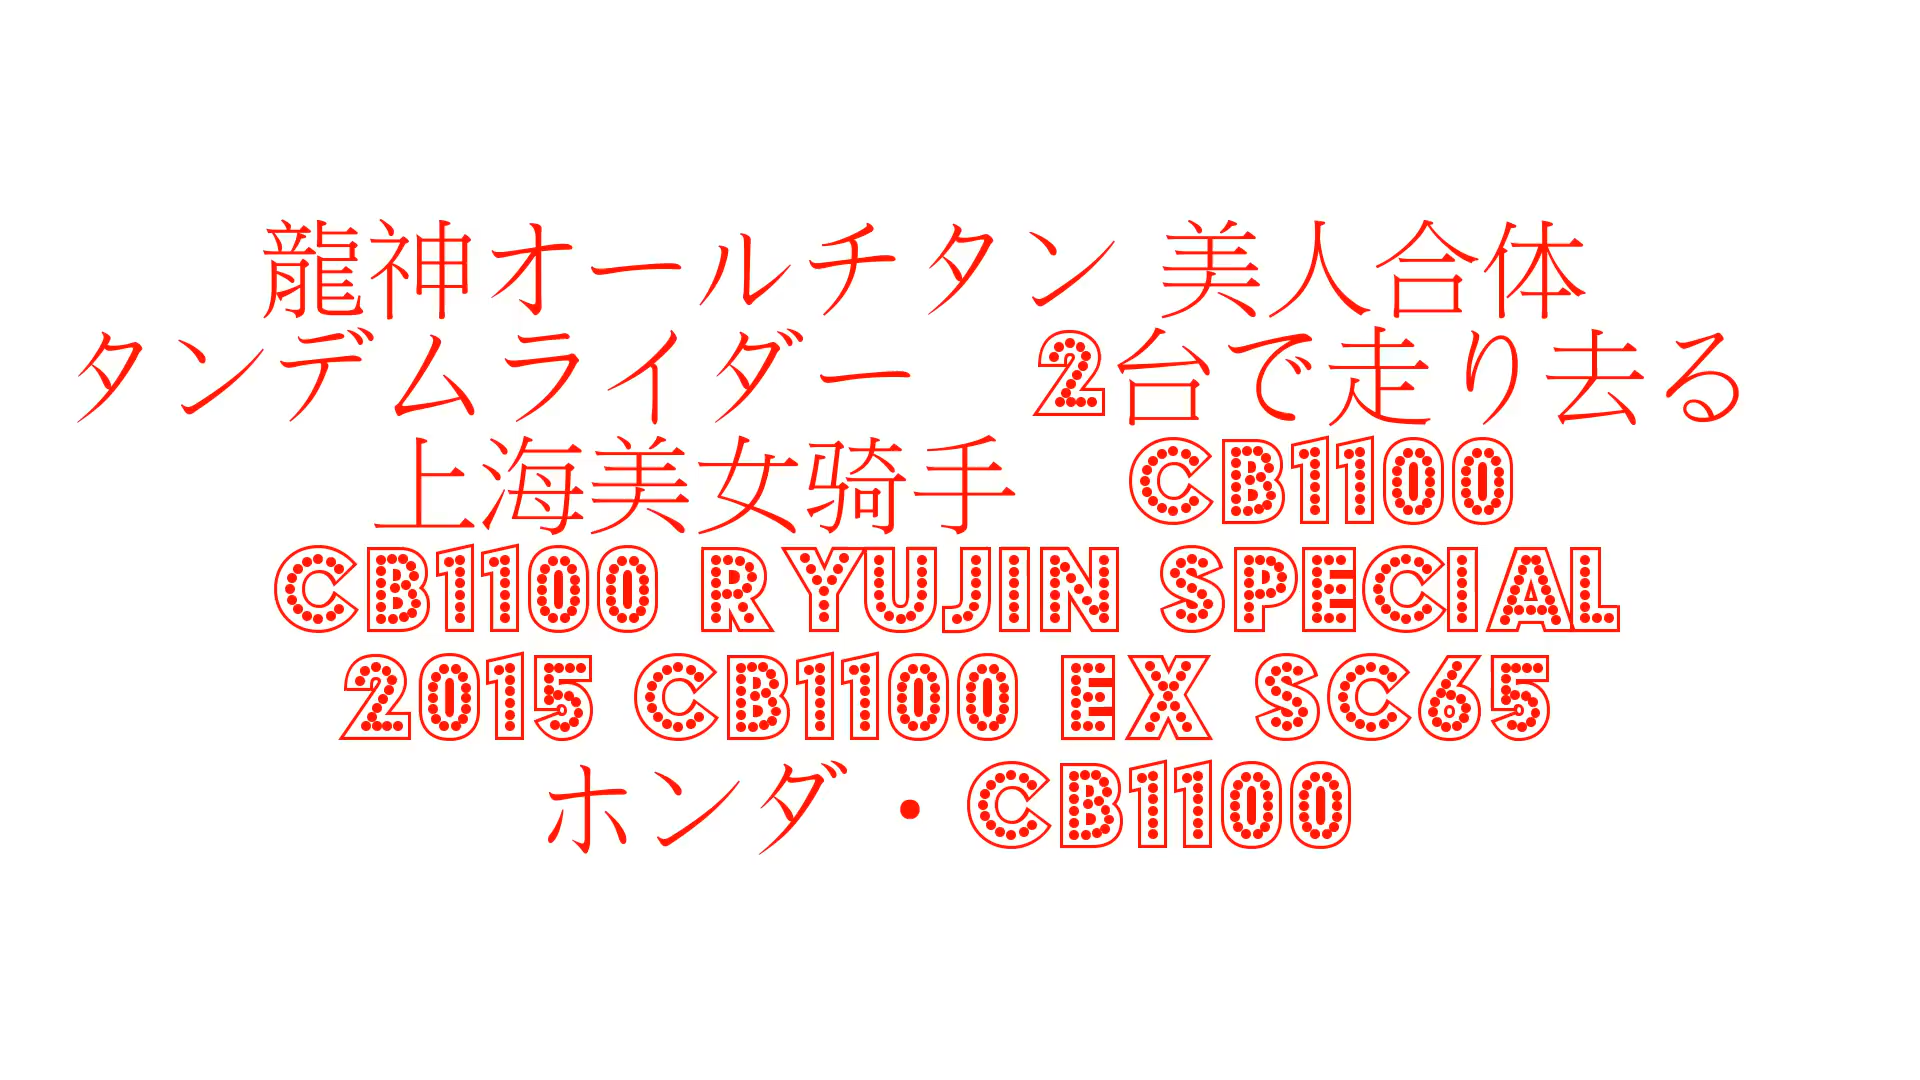 龍神オールチタン 美人合体
タンデムライダー　2台で走り去る
上海美女骑手　CB1100
CB1100 RYUJIN SPECIAL
2015 CB1100 EX SC65
ホンダ・CB1100